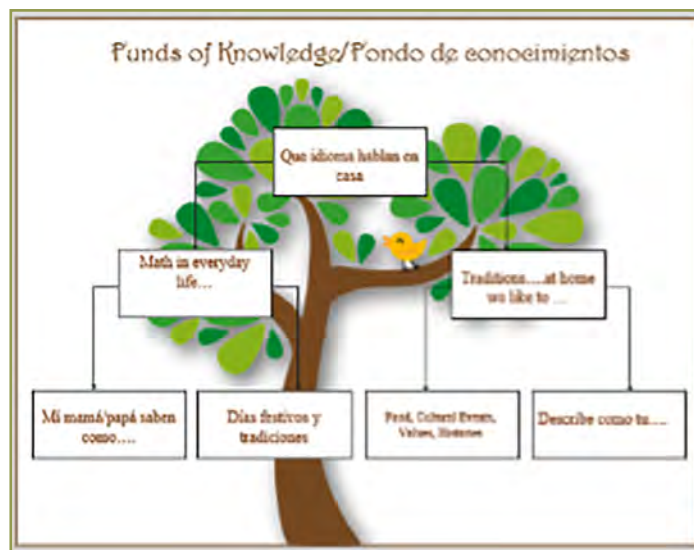 Funds of Knowledge/Fondo de conocimientos
Que idioma hablan en
casa
Math in everyday
life…
Traditions….at home
we like to …
Mi mamá/papá saben
como….
Días festivos y
tradiciones
Food, Cultural Events,
Values, Histories
Describe como tu….